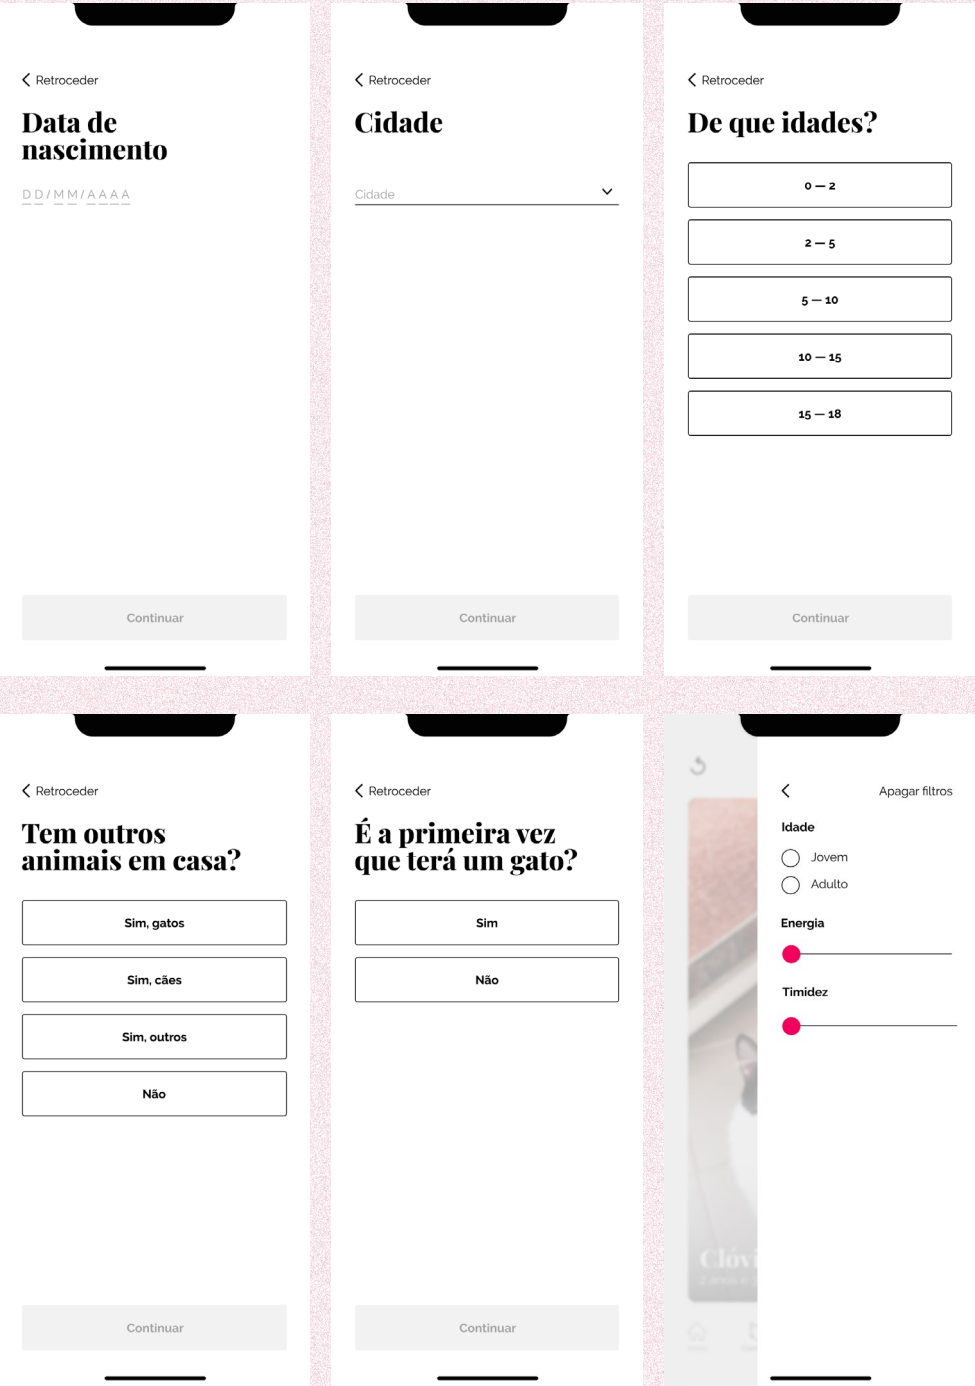 Retroceder
Data de
nascimento
DD/MM/AAAA
Continuar
Retroceder
Cidade
Cidade
Continuar
Retroceder
De que idades?
0 — 2
2 — 5
5 — 10
10 — 15
15 — 18
Continuar
Retroceder
Tem outros
animais em casa?
Sim, gatos
Sim, cães
Sim, outros
Não
Continuar
Retroceder
É a primeira vez
que terá um gato?
Sim
Não
Continuar
Apagar filtros
Idade
Jovem
Adulto
Energia
Timidez
Clóvi